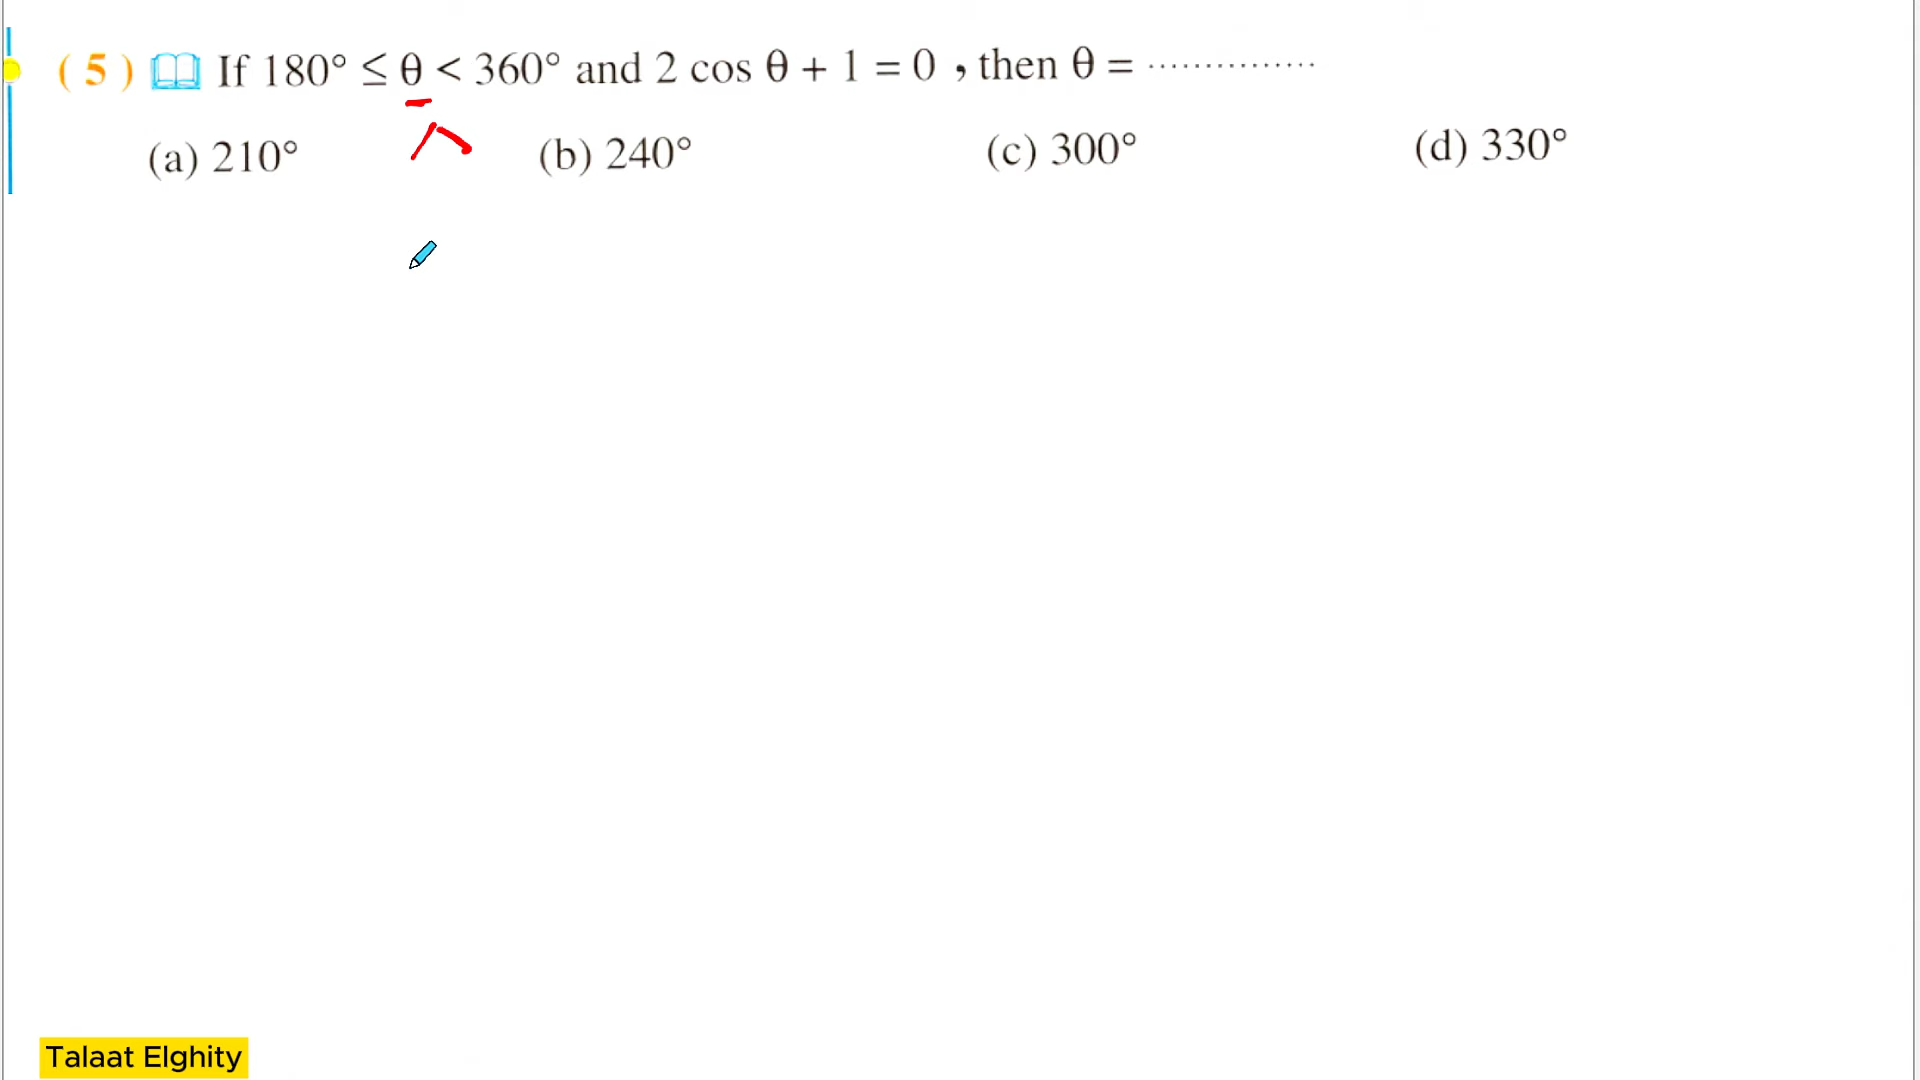 ( 5 ) If 180° ≤ θ < 360° and 2 cos θ + 1 = 0 , then θ = ...............
(a) 210° (b) 240° (c) 300° (d) 330°
Talaat Elghity